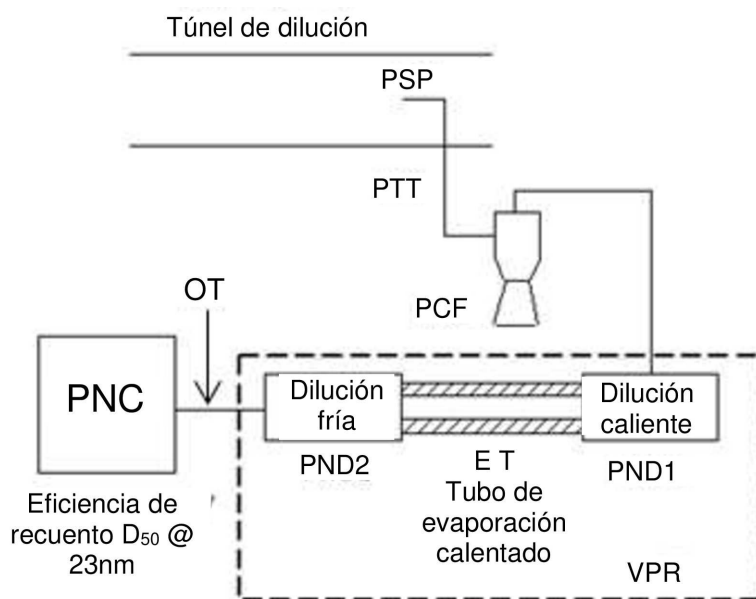 Túnel de dilución
PSP
PTT
PCF
OT
PNC
Dilución
fría
Dilución
caliente
PND2
E T
PND1
Tubo de
evaporación
calentado
Eficiencia de
recuento D₅₀ @
23nm
VPR